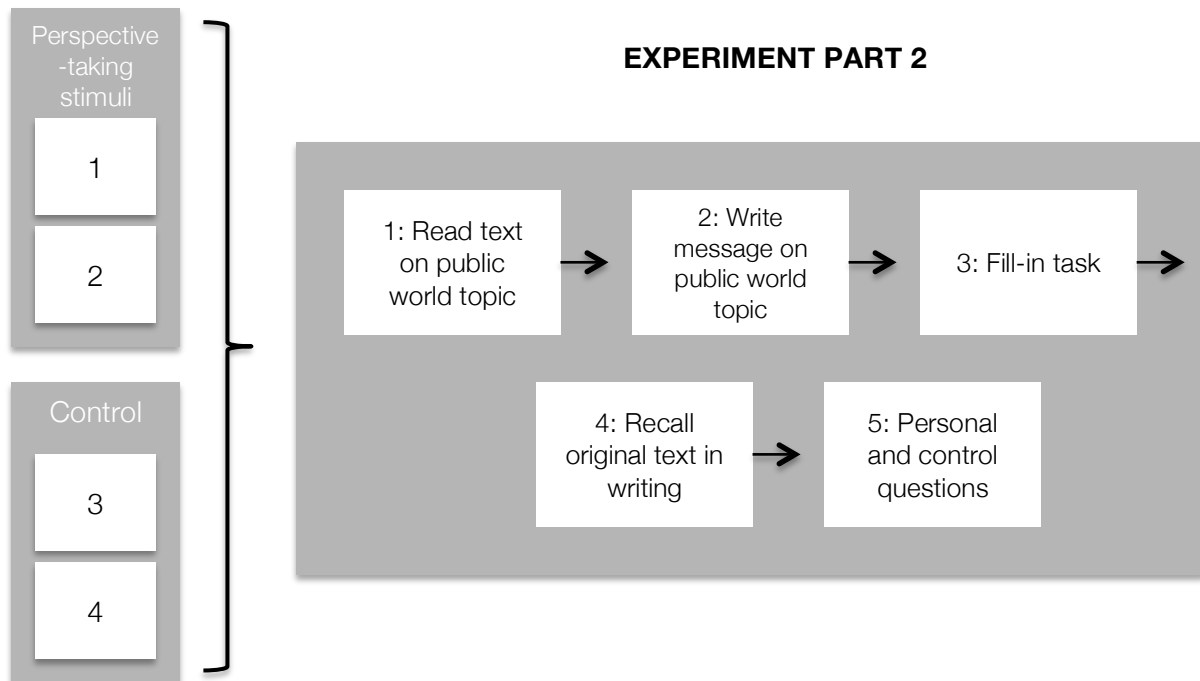 Perspective
-taking
stimuli
1
2
Control
3
4
EXPERIMENT PART 2
1: Read text
on public
world topic
2: Write
message on
public world
topic
3: Fill-in task
4: Recall
original text in
writing
5: Personal
and control
questions